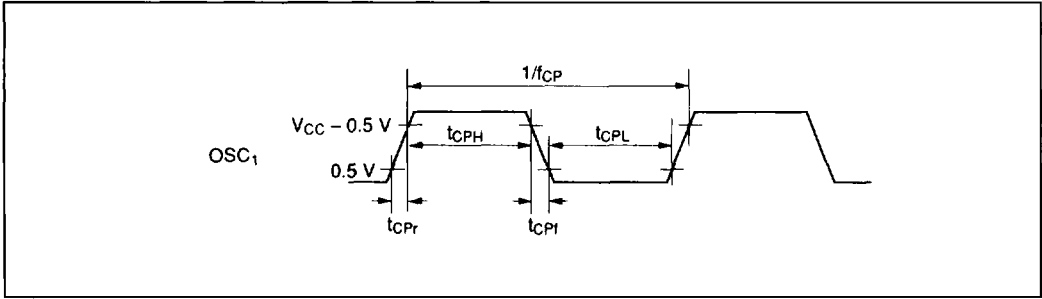 1/fCP
VCC – 0.5 V
tCPH
tCPL
OSC1
0.5 V
tCPr
tCPf